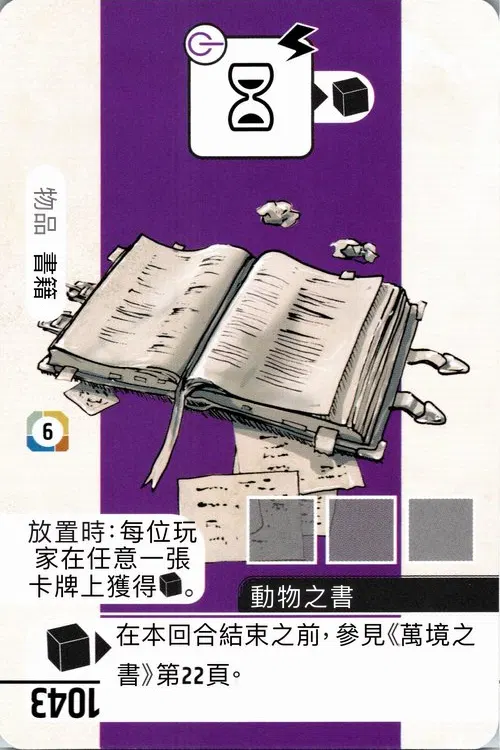 物品 書籍
6
放置時：每位玩
家在任意一張
卡牌上獲得 。
動物之書
在本回合結束之前，參見《萬境之
書》第22頁。
1043